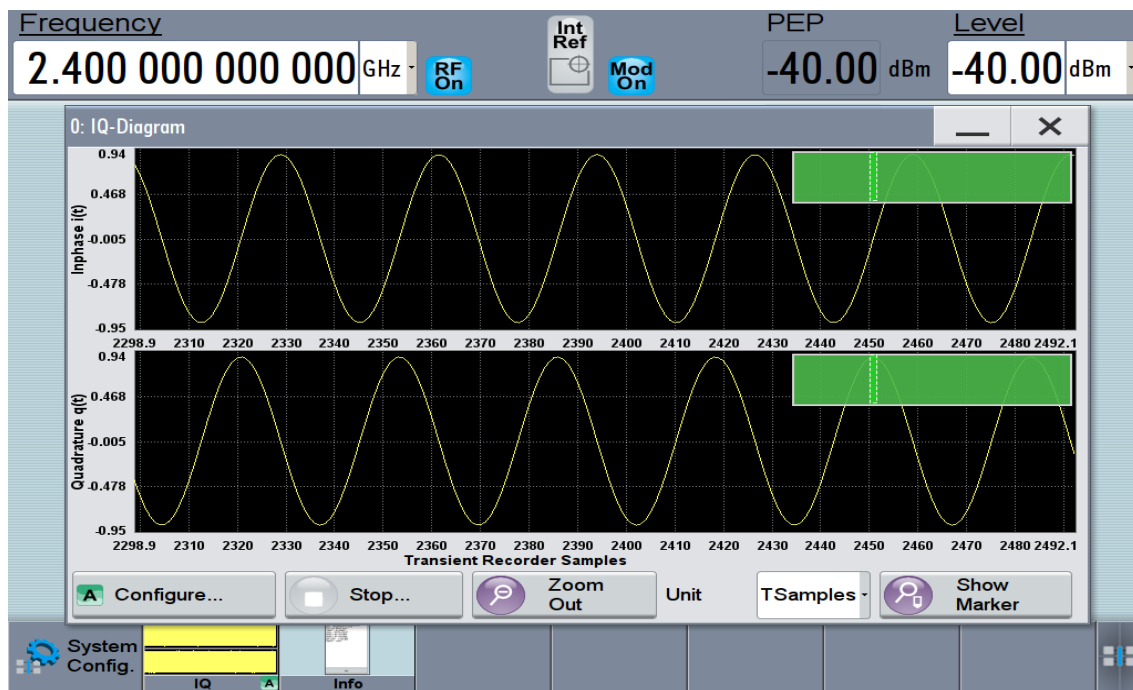 Frequency
Int Ref
PEP
Level
2.400 000 000 000 GHz
RF On
Mod On
-40.00 dBm
-40.00 dBm
0: IQ-Diagram
Inphase i(t)
0.94
0.468
-0.005
-0.478
-0.95
2298.9 2310 2320 2330 2340 2350 2360 2370 2380 2390 2400 2410 2420 2430 2440 2450 2460 2470 2480 2492.1
Quadrature q(t)
0.94
0.468
-0.005
-0.478
-0.95
2298.9 2310 2320 2330 2340 2350 2360 2370 2380 2390 2400 2410 2420 2430 2440 2450 2460 2470 2480 2492.1
Transient Recorder Samples
A Configure...
Stop...
Zoom Out
Unit
TSamples
Show Marker
System
Config.
IQ A
Info